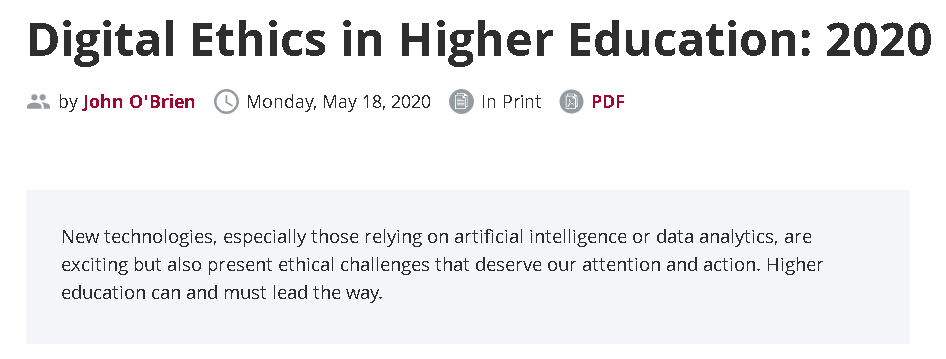 Digital Ethics in Higher Education: 2020
by John O'Brien Monday, May 18, 2020 In Print PDF
New technologies, especially those relying on artificial intelligence or data analytics, are
exciting but also present ethical challenges that deserve our attention and action. Higher
education can and must lead the way.